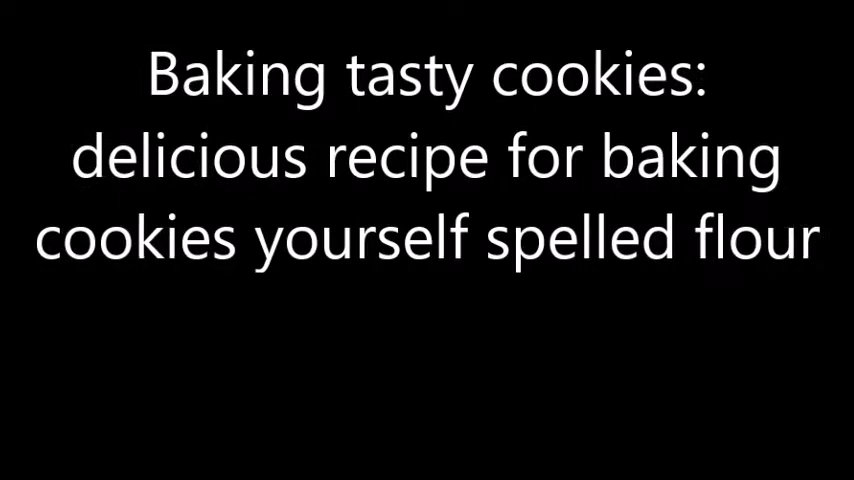 Baking tasty cookies:
delicious recipe for baking
cookies yourself spelled flour